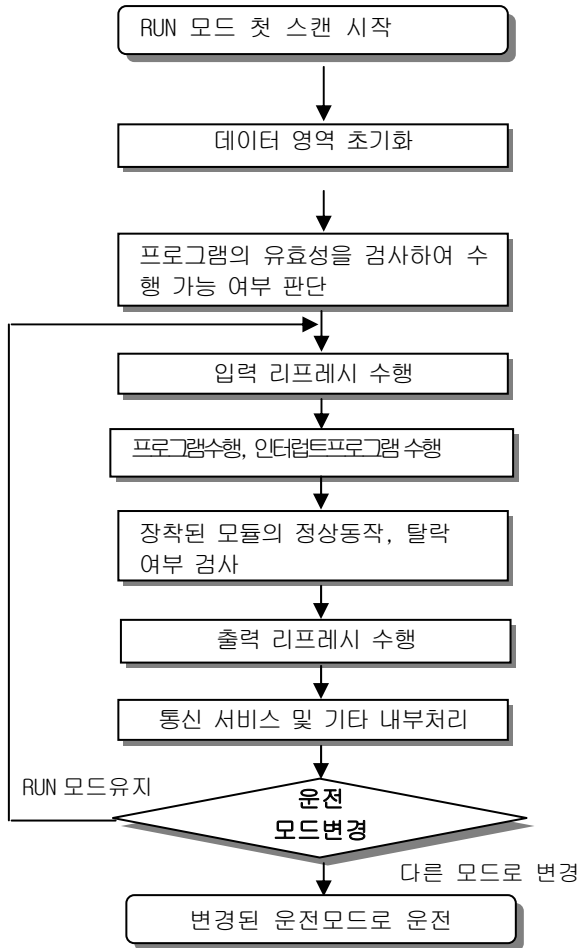 RUN 모드 첫 스캔 시작
데이터 영역 초기화
프로그램의 유효성을 검사하여 수
행 가능 여부 판단
입력 리프레시 수행
프로그램수행, 인터럽트프로그램 수행
장착된 모듈의 정상동작, 탈락
여부 검사
출력 리프레시 수행
통신 서비스 및 기타 내부처리
RUN 모드유지
운전
모드변경
다른 모드로 변경
변경된 운전모드로 운전